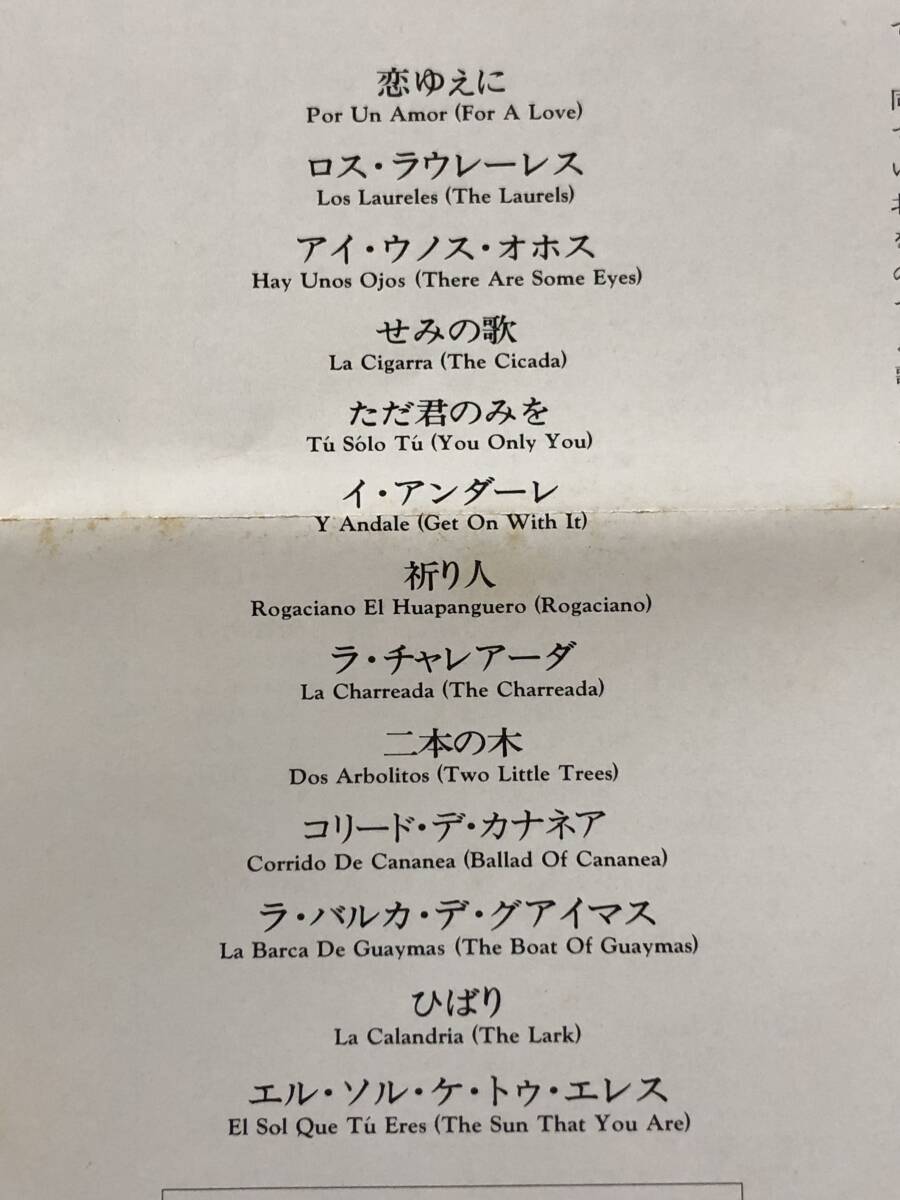 恋ゆえに
Por Un Amor (For A Love)
ロス・ラウレーレス
Los Laureles (The Laurels)
アイ・ウノス・オホス
Hay Unos Ojos (There Are Some Eyes)
せみの歌
La Cigarra (The Cicada)
ただ君のみを
Tú Sólo Tú (You Only You)
イ・アンダーレ
Y Andale (Get On With It)
祈り人
Rogaciano El Huapanguero (Rogaciano)
ラ・チャレアーダ
La Charreada (The Charreada)
二本の木
Dos Arbolitos (Two Little Trees)
コリード・デ・カナネア
Corrido De Cananea (Ballad Of Cananea)
ラ・バルカ・デ・グアイマス
La Barca De Guaymas (The Boat Of Guaymas)
ひばり
La Calandria (The Lark)
エル・ソル・ケ・トゥ・エレス
El Sol Que Tú Eres (The Sun That You Are)